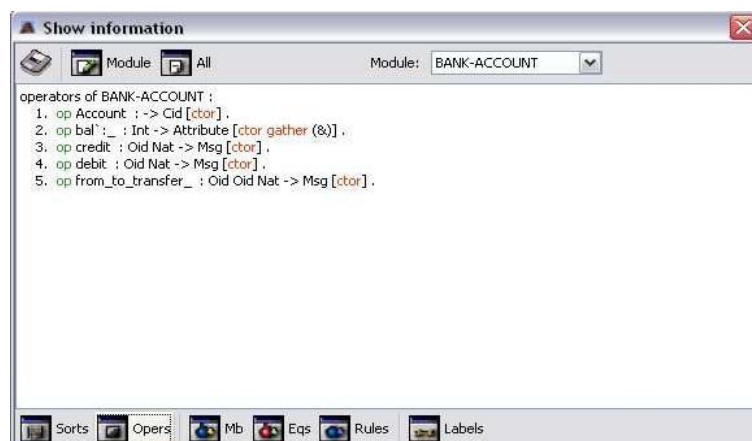 Show information
Module All Module: BANK-ACCOUNT
operators of BANK-ACCOUNT :
1. op Account : -> Cid [ctor] .
2. op bal`:_ : Int -> Attribute [ctor gather (&)] .
3. op credit : Oid Nat -> Msg [ctor] .
4. op debit : Oid Nat -> Msg [ctor] .
5. op from_to_transfer_ : Oid Oid Nat -> Msg [ctor] .
Sorts Opers Mb Eqs Rules Labels